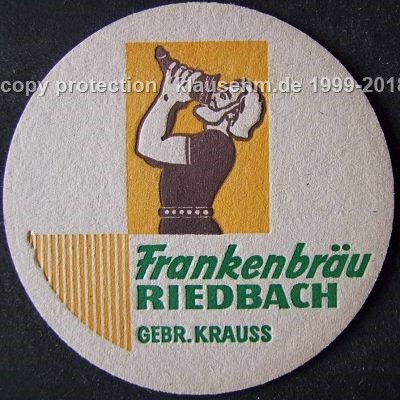 copy protection / klausehm.de 1999-2018
Frankenbräu
RIEDBACH
GEBR. KRAUSS